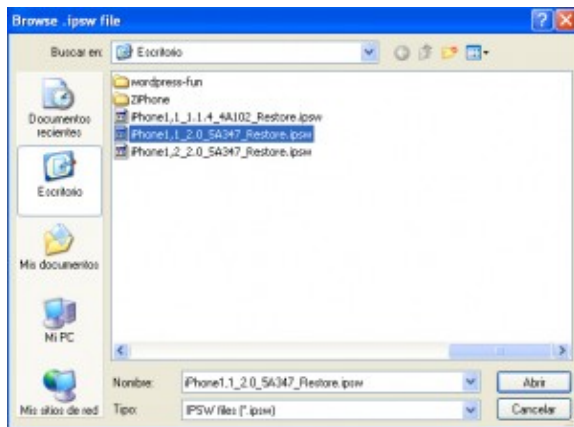 Browse .ipsw file
Buscar en: Escritorio
wordpress-fun
ZiPhone
iPhone1,1_1.1.4_4A102_Restore.ipsw
iPhone1,1_2.0_5A347_Restore.ipsw
iPhone1,2_2.0_5A347_Restore.ipsw
Documentos
recientes
Escritorio
Mis documentos
Mi PC
Mis sitios de red
Nombre: iPhone1,1_2.0_5A347_Restore.ipsw Abrir
Tipo: IPSW files (*.ipsw) Cancelar